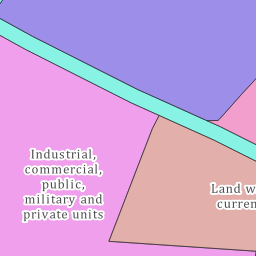 Industrial,
commercial,
public,
military and
private units
Land w
curren